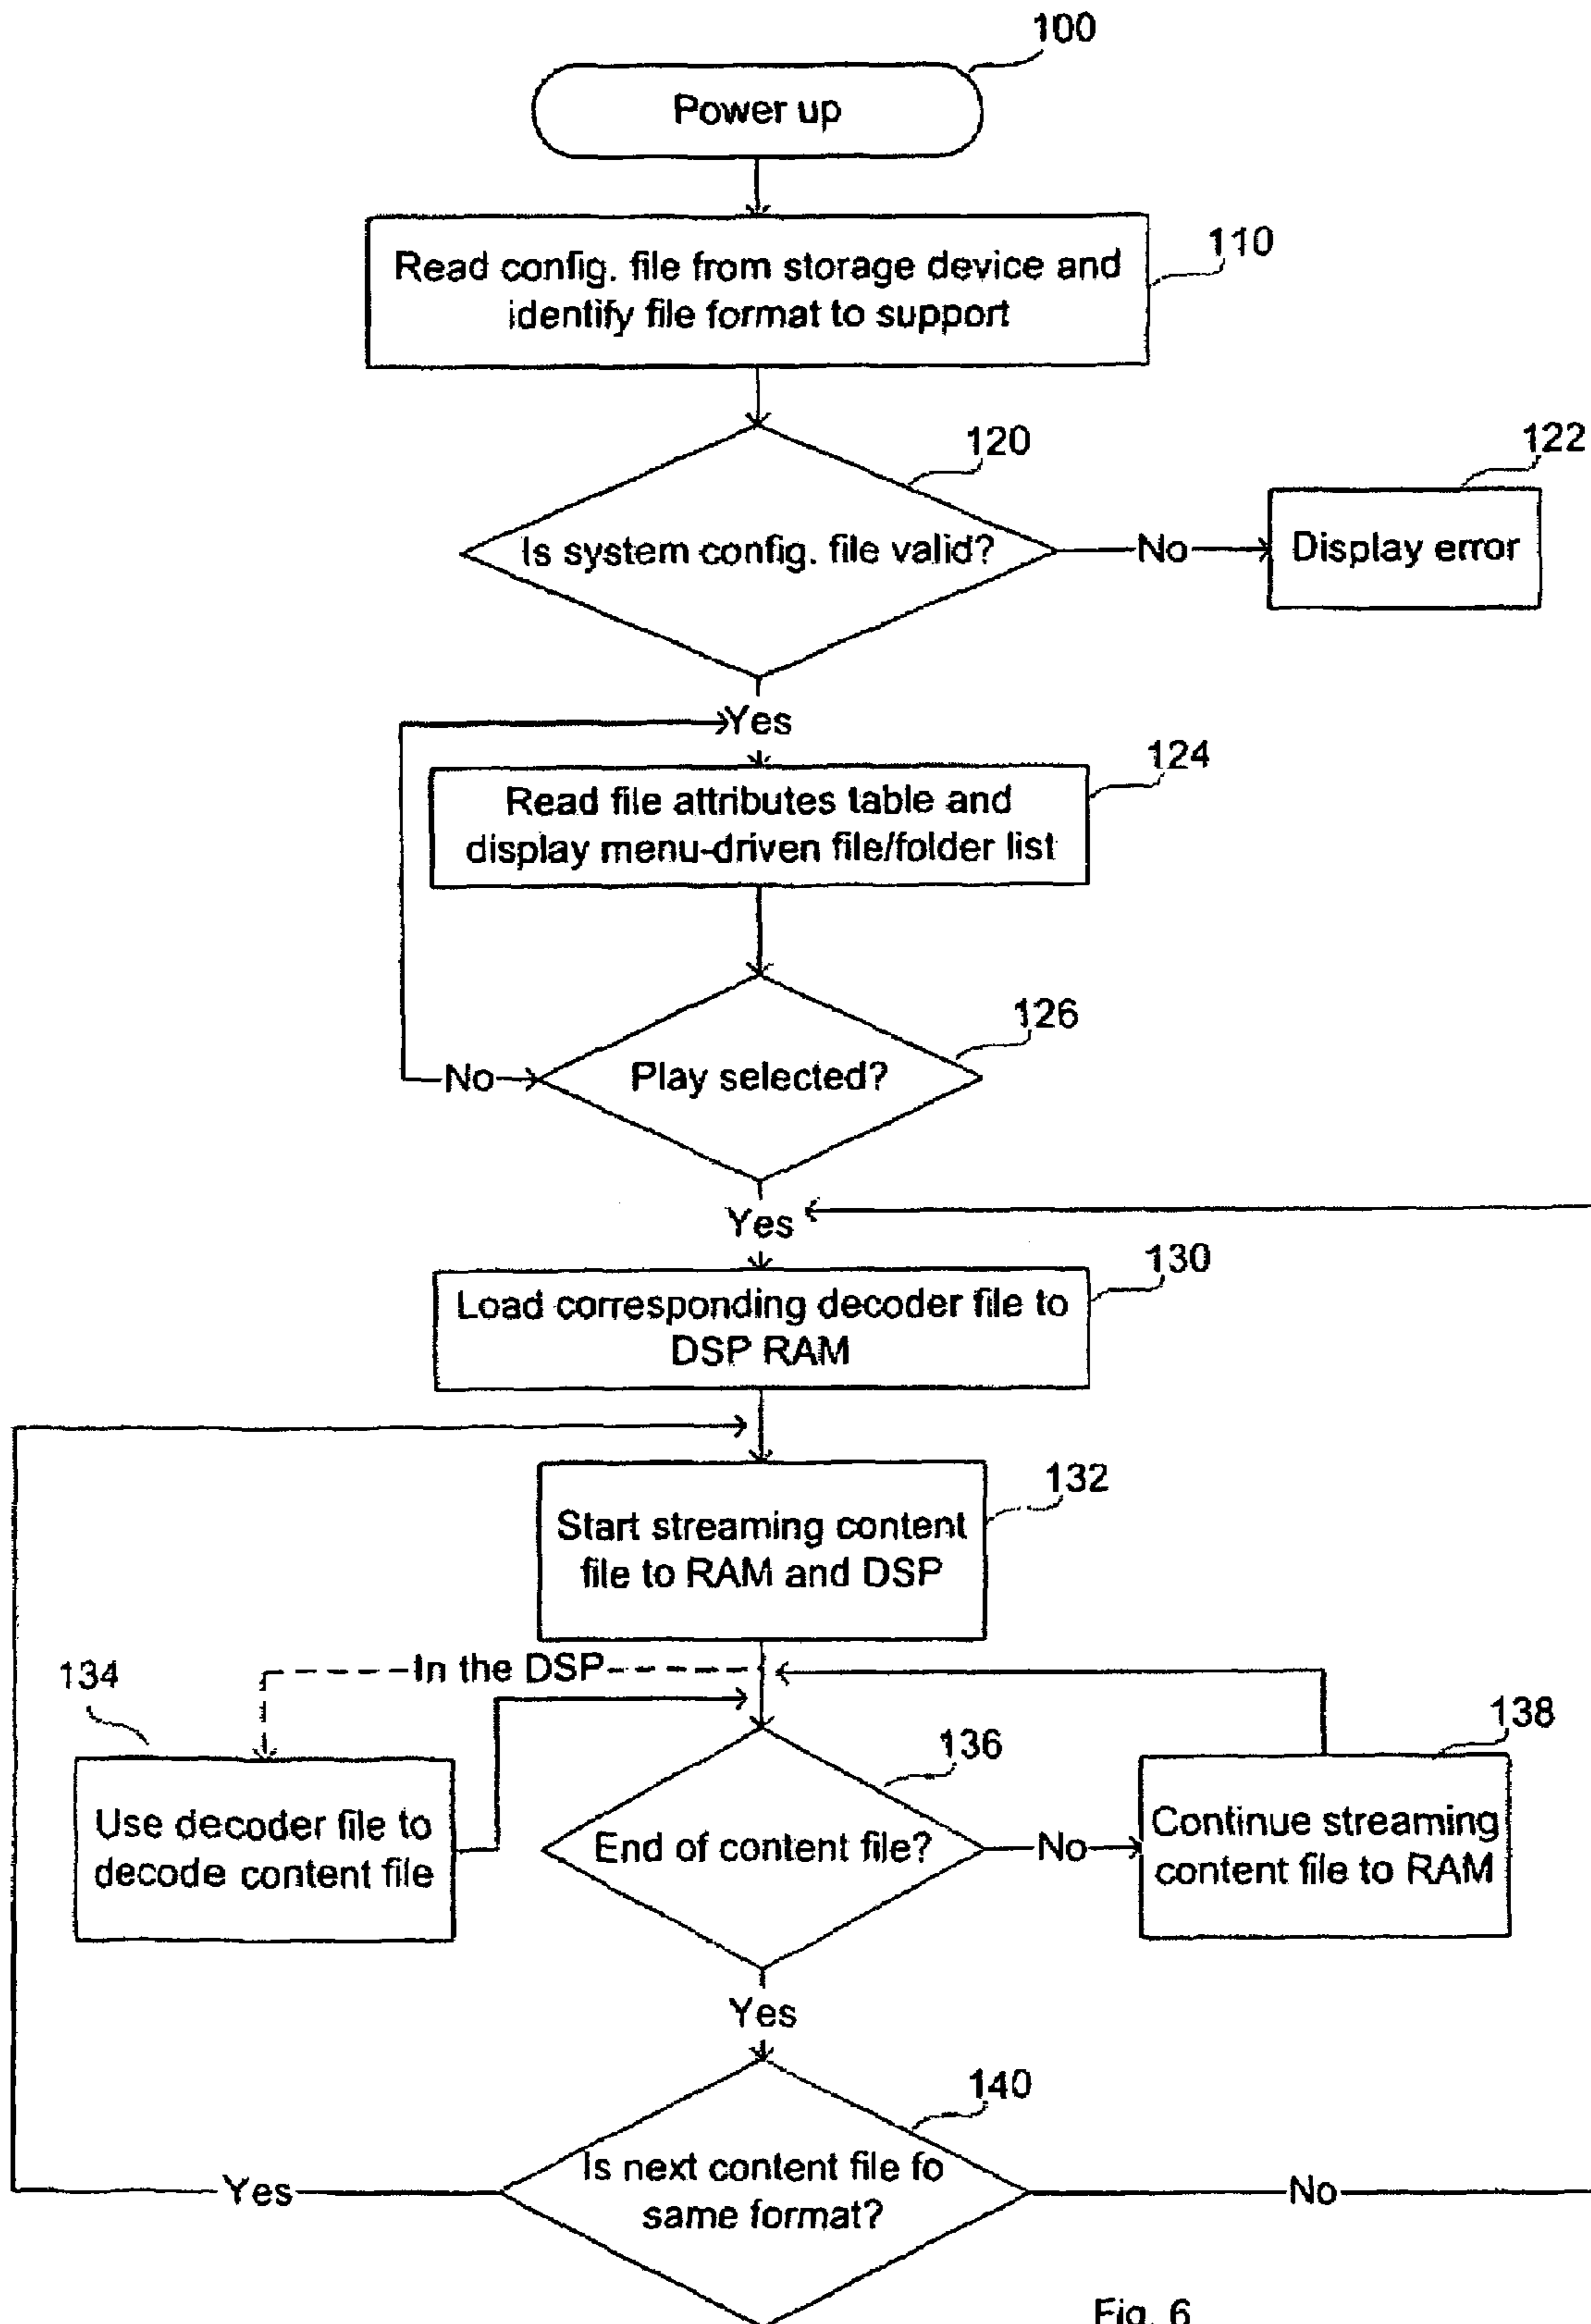 100
Power up
110
Read config. file from storage device and
identify file format to support
120
122
Is system config. file valid?
No
Display error
Yes
124
Read file attributes table and
display menu-driven file/folder list
126
No
Play selected?
Yes
130
Load corresponding decoder file to
DSP RAM
132
Start streaming content
file to RAM and DSP
134
In the DSP
136
138
Use decoder file to
decode content file
End of content file?
No
Continue streaming
content file to RAM
Yes
140
Yes
Is next content file fo
same format?
No
Fig. 6